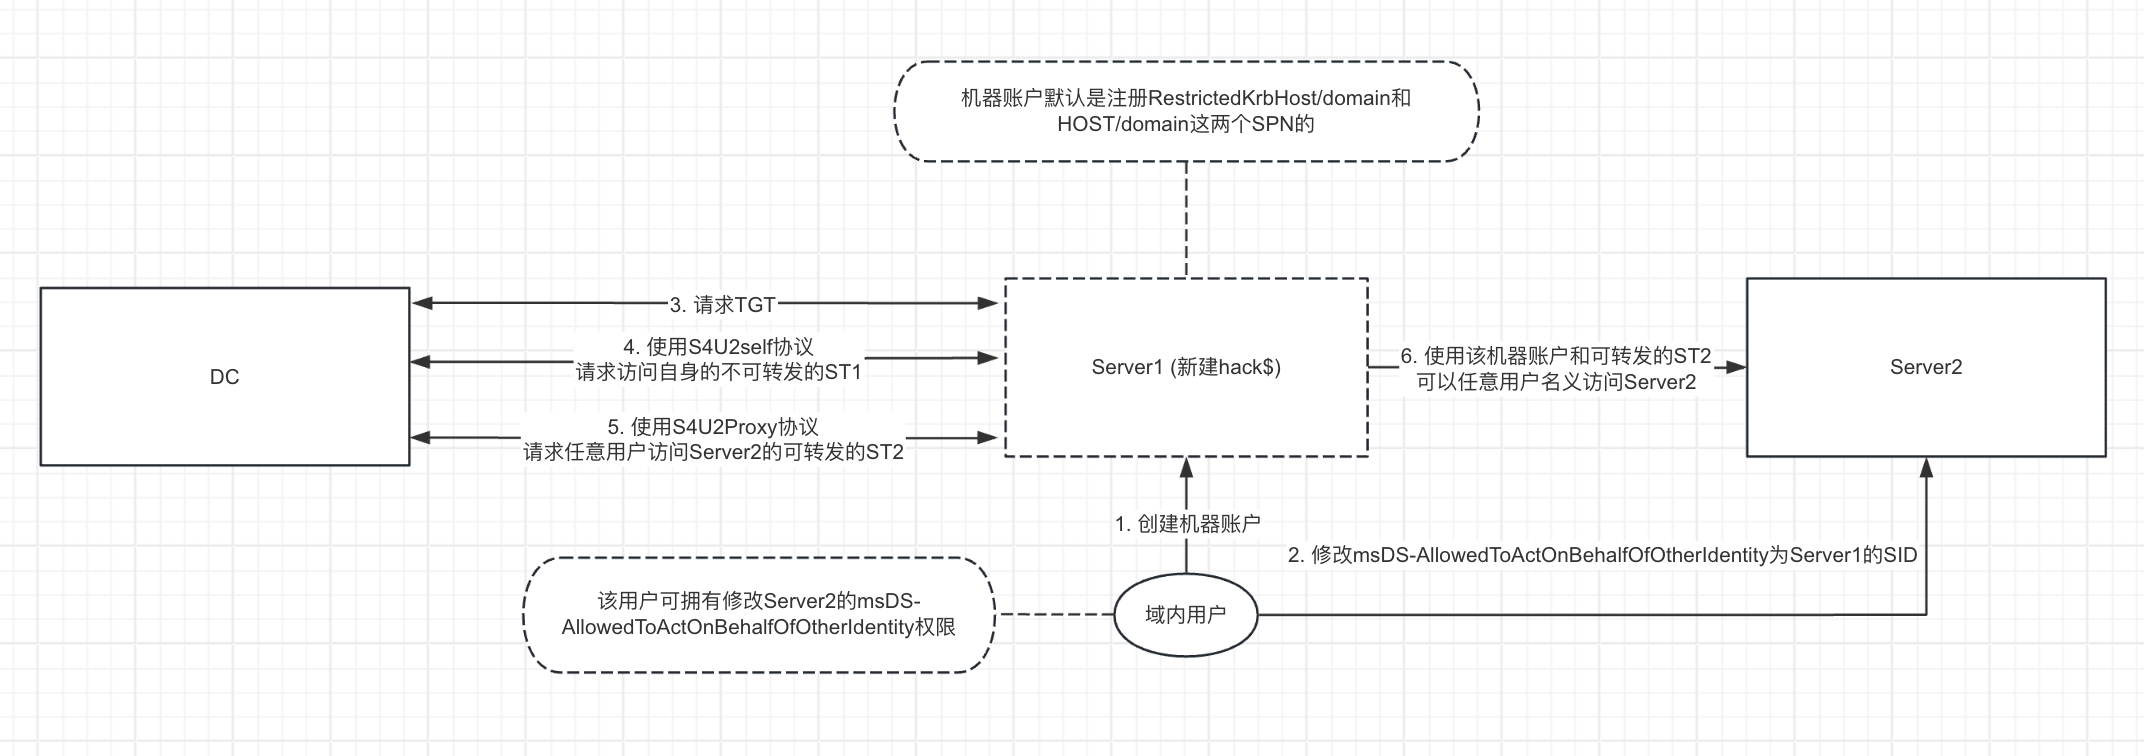 机器账户默认是注册RestrictedKrbHost/domain和
HOST/domain这两个SPN的
DC
3. 请求TGT
4. 使用S4U2self协议
请求访问自身的不可转发的ST1
5. 使用S4U2Proxy协议
请求任意用户访问Server2的可转发的ST2
Server1 (新建hack$)
6. 使用该机器账户和可转发的ST2
可以任意用户名义访问Server2
Server2
1. 创建机器账户
2. 修改msDS-AllowedToActOnBehalfOfOtherIdentity为Server1的SID
该用户可拥有修改Server2的msDS-
AllowedToActOnBehalfOfOtherIdentity权限
域内用户